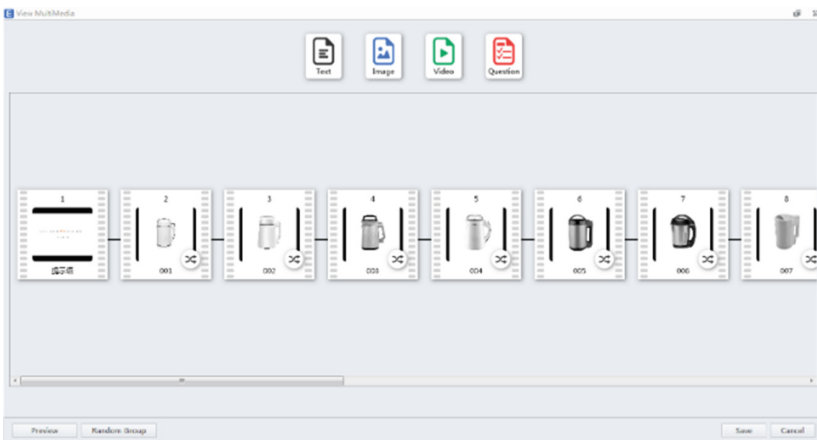 View MultiMedia
Text
Image
Video
Question
1
2
3
4
5
6
7
8
001
002
003
004
005
006
007
Preview
Random Group
Save
Cancel